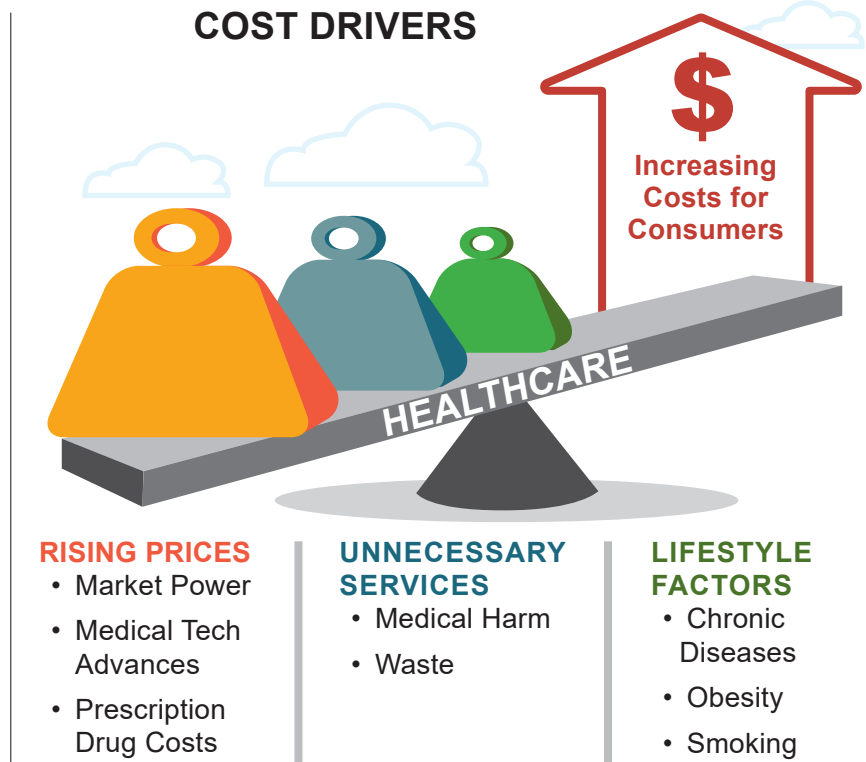 COST DRIVERS
$
Increasing
Costs for
Consumers
HEALTHCARE
RISING PRICES
• Market Power
• Medical Tech
Advances
• Prescription
Drug Costs
UNNECESSARY
SERVICES
• Medical Harm
• Waste
LIFESTYLE
FACTORS
• Chronic
Diseases
• Obesity
• Smoking